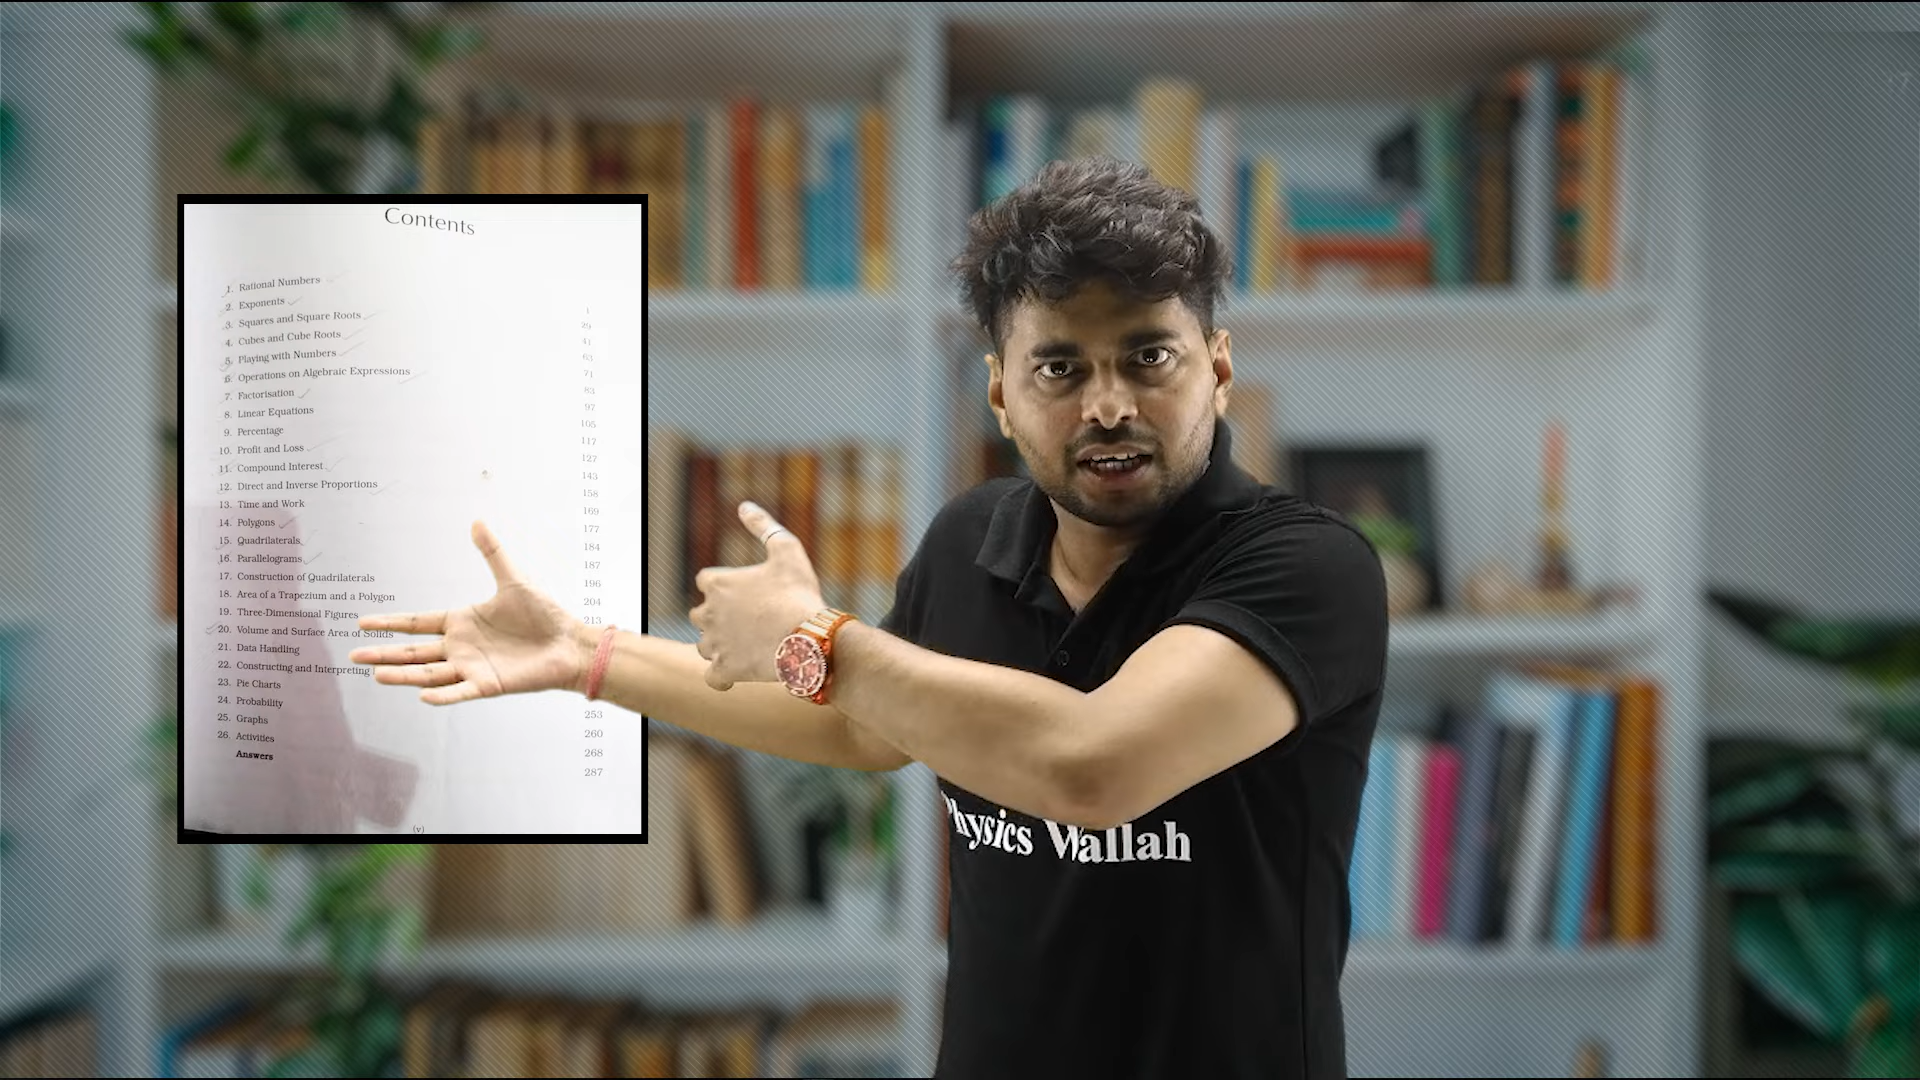 Contents
1. Rational Numbers
2. Exponents
3. Squares and Square Roots
4. Cubes and Cube Roots
5. Playing with Numbers
6. Operations on Algebraic Expressions
7. Factorisation
8. Linear Equations
9. Percentage
10. Profit and Loss
11. Compound Interest
12. Direct and Inverse Proportions
13. Time and Work
14. Polygons
15. Quadrilaterals
16. Parallelograms
17. Construction of Quadrilaterals
18. Area of a Trapezium and a Polygon
19. Three-Dimensional Figures
20. Volume and Surface Area of Solids
21. Data Handling
22. Constructing and Interpreting
23. Pie Charts
24. Probability
25. Graphs
26. Activities
Answers
1
29
41
63
71
83
97
105
117
127
143
158
169
177
184
187
196
204
213
253
260
268
287
(v)
Physics Wallah